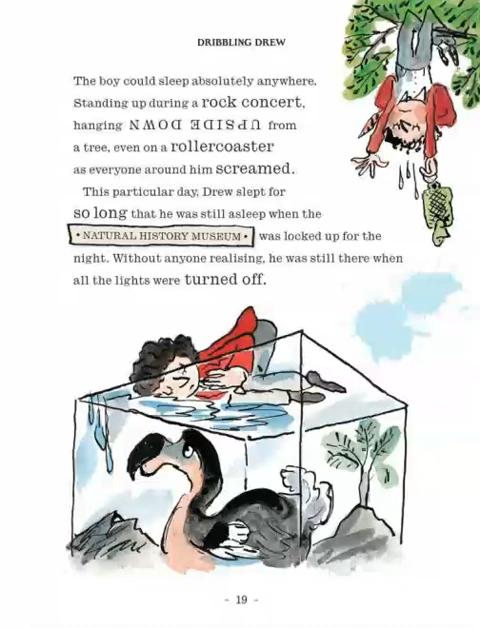 DRIBBLING DREW
The boy could sleep absolutely anywhere.
Standing up during a rock concert,
hanging UPSIDE DOWN from
a tree, even on a rollercoaster
as everyone around him screamed.
This particular day, Drew slept for
so long that he was still asleep when the
• NATURAL HISTORY MUSEUM • was locked up for the
night. Without anyone realising, he was still there when
all the lights were turned off.
- 19 -